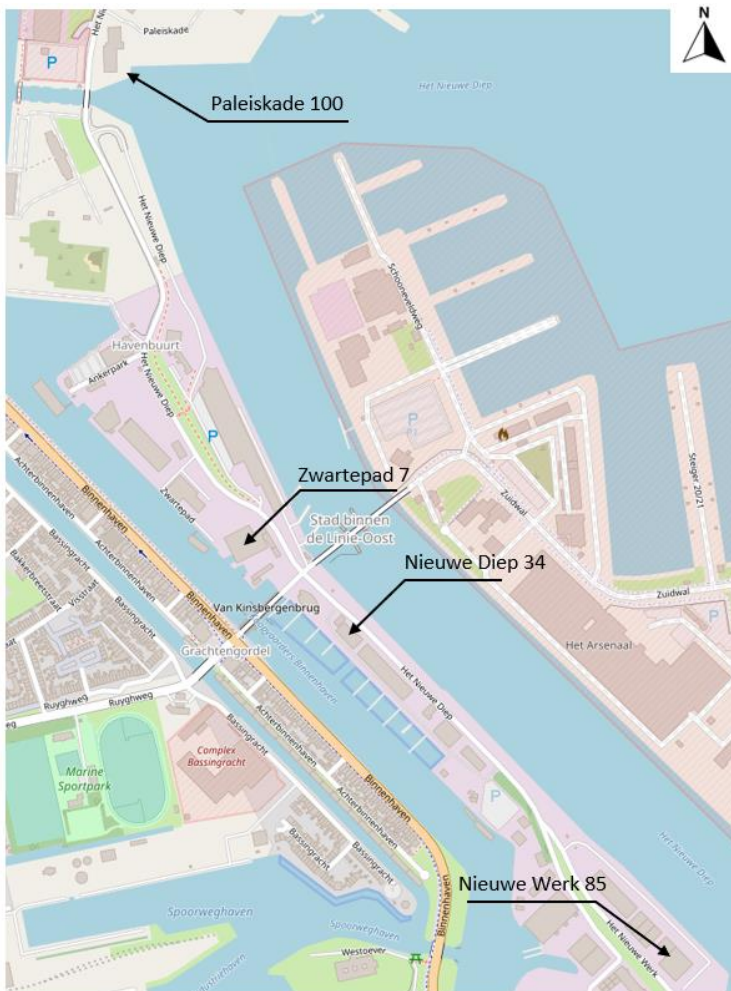 N
Paleiskade
P
Paleiskade 100
Het Nieuwe Diep
Het Nieuwe Diep
Schooneveldweg
Havenbuurt
Ankerpark
Het Nieuwe Diep
P
P
Steiger 20/21
Zwartepad 7
Zuidwal
Binnenhaven
Achterbinnenhaven
Zwartepad
Stad binnen
de Linie-Oost
Bassingracht
Achterbinnenhaven
Bakkerbreetstraat
Visstraat
Bassingracht
Binnenhaven
Nieuwe Diep 34
Zuidwal
P
Van Kinsbergenbrug
Het Arsenaal
Grachtengordel
Het Nieuwe Diep
Ruyghweg
Ruyghweg
Bassingracht
Achterbinnenhaven
Binnenhaven
Complex
Bassingracht
Marine
Sportpark
P
Achterbinnenhaven
Bassingracht
Bassingracht
Het Nieuwe Diep
Nieuwe Werk 85
Spoorweghaven
Spoorweghaven
Binnenhaven
Westoever
Het Nieuwe Werk